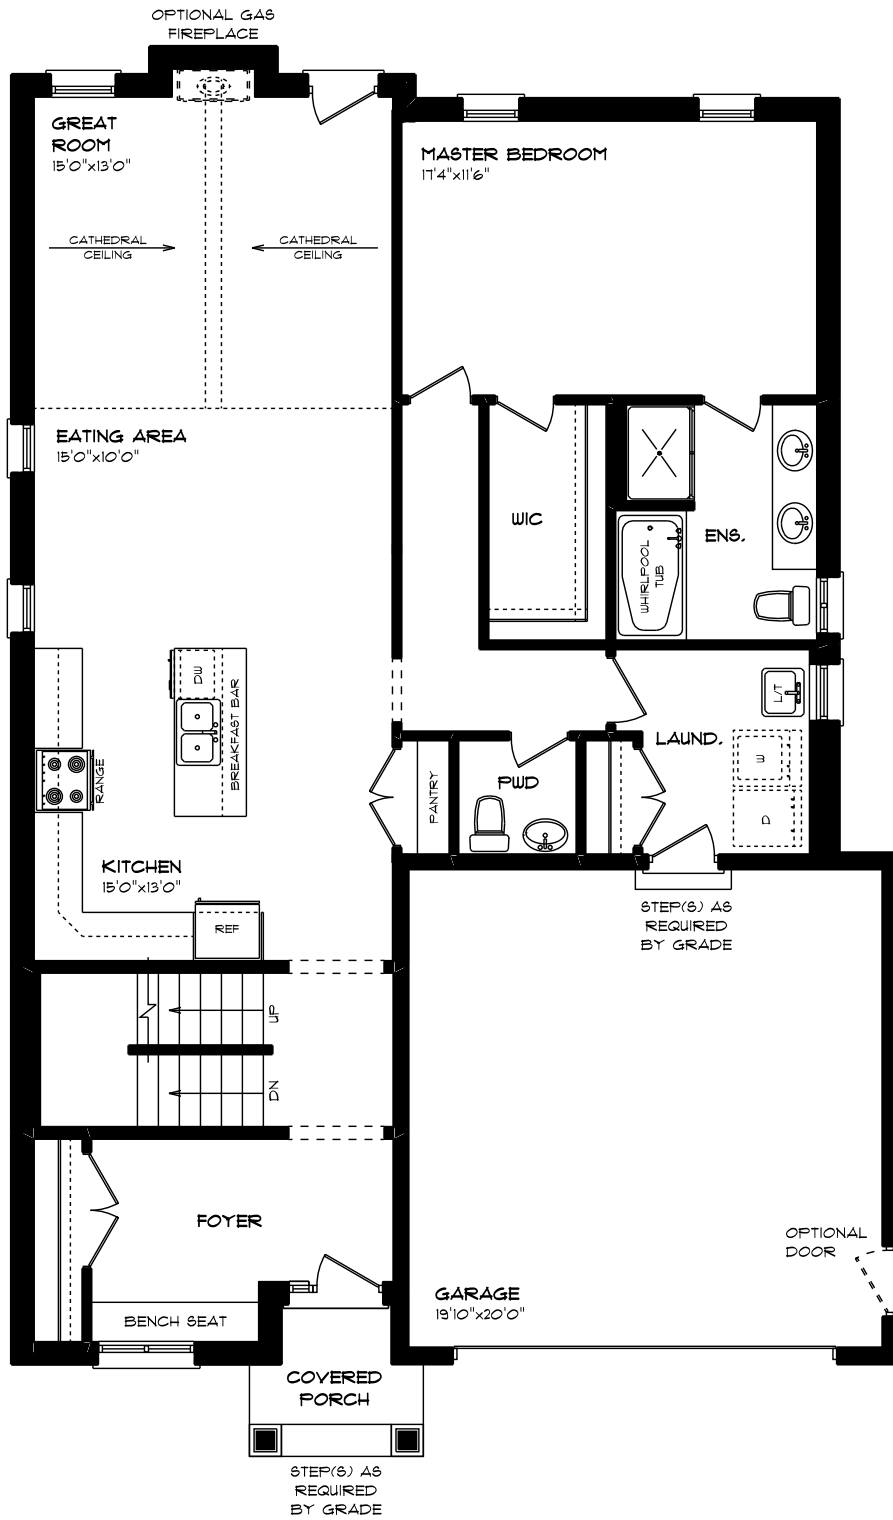 OPTIONAL GAS
FIREPLACE
GREAT
ROOM
15'0"x13'0"
MASTER BEDROOM
17'4"x11'6"
CATHEDRAL
CEILING
CATHEDRAL
CEILING
EATING AREA
15'0"x10'0"
WIC
ENS.
WHIRLPOOL
TUB
DW
BREAKFAST BAR
L/T
LAUND.
W
D
RANGE
PANTRY
PWD
KITCHEN
15'0"x13'0"
REF
STEP(S) AS
REQUIRED
BY GRADE
UP
DN
FOYER
OPTIONAL
DOOR
GARAGE
19'10"x20'0"
BENCH SEAT
COVERED
PORCH
STEP(S) AS
REQUIRED
BY GRADE